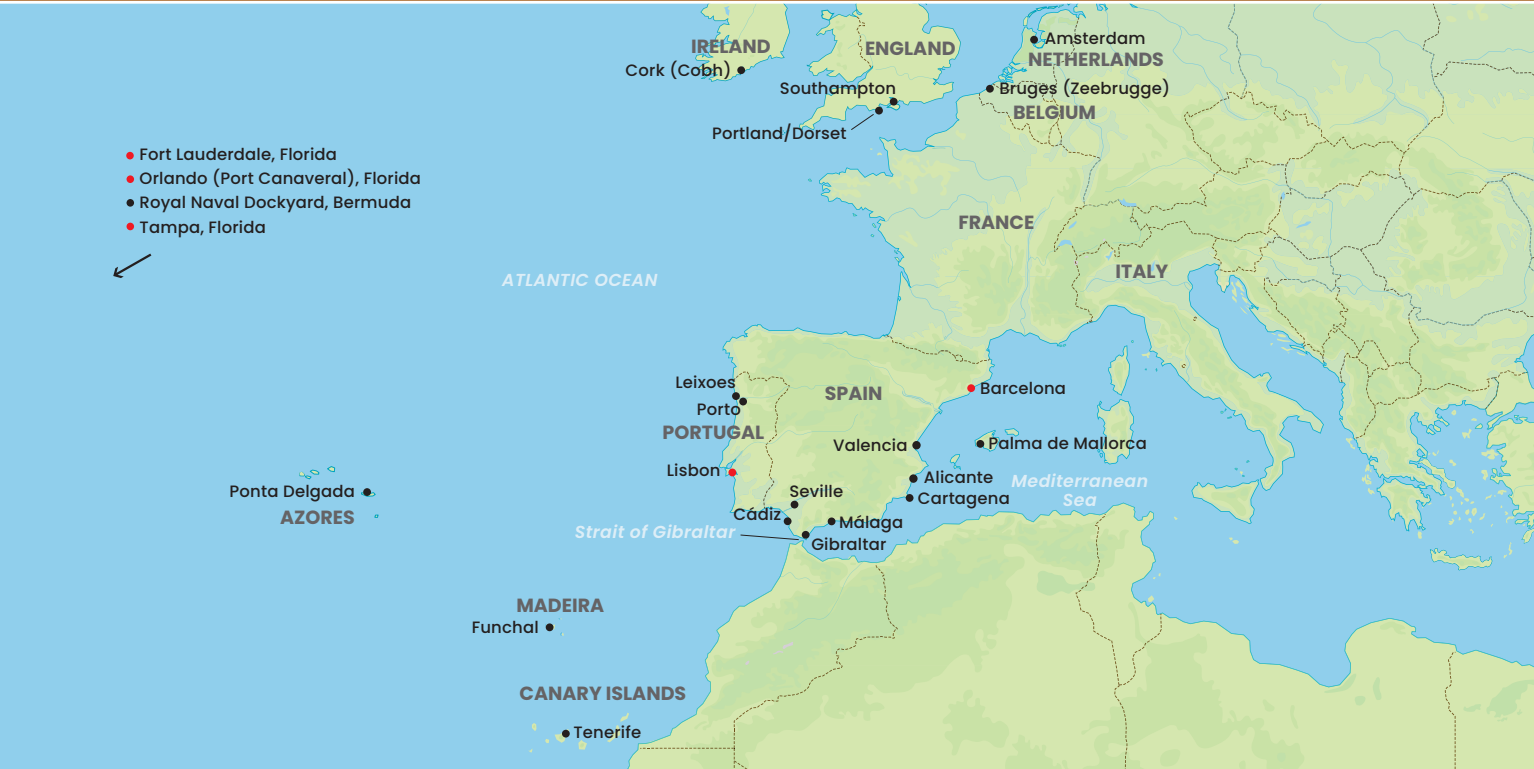 IRELAND
ENGLAND
Amsterdam
NETHERLANDS
Cork (Cobh)
Southampton
Bruges (Zeebrugge)
BELGIUM
Portland/Dorset
Fort Lauderdale, Florida
Orlando (Port Canaveral), Florida
Royal Naval Dockyard, Bermuda
Tampa, Florida
FRANCE
ITALY
ATLANTIC OCEAN
Leixoes
SPAIN
Barcelona
Porto
PORTUGAL
Valencia
Palma de Mallorca
Lisbon
Alicante
Mediterranean
Sea
Ponta Delgada
Seville
Cartagena
AZORES
Cádiz
Málaga
Strait of Gibraltar
Gibraltar
MADEIRA
Funchal
CANARY ISLANDS
Tenerife